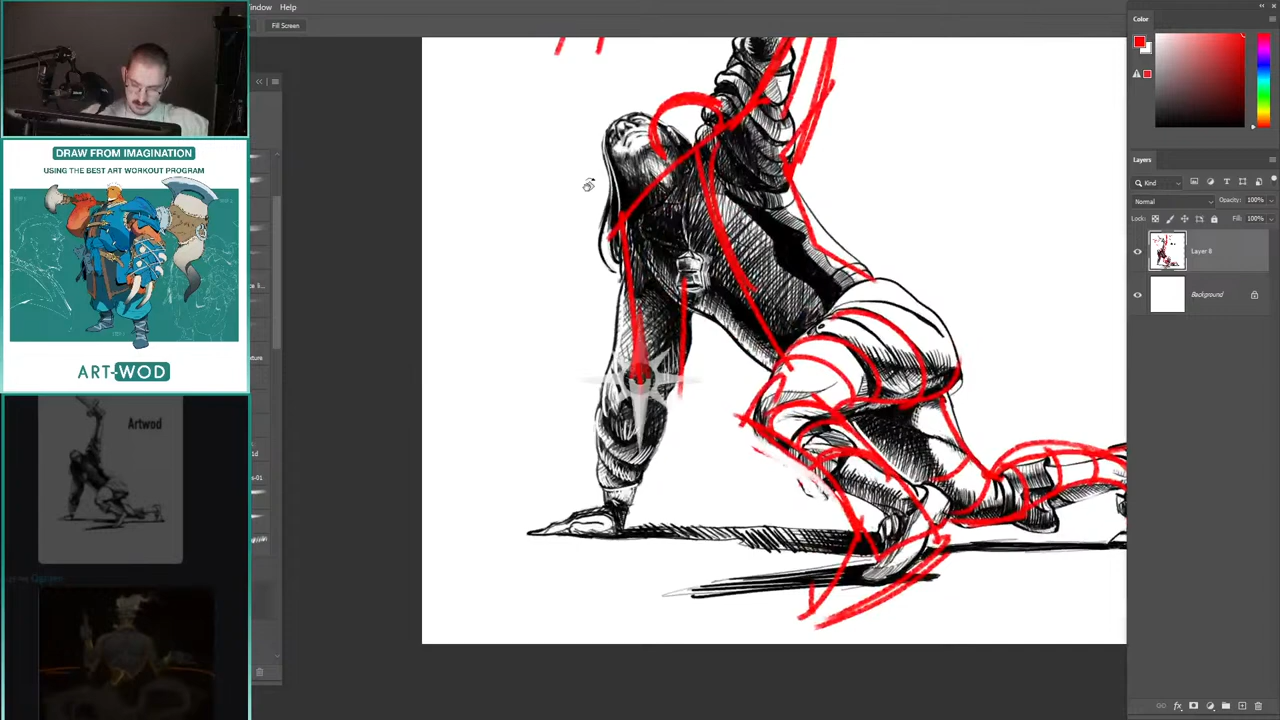 Window Help
Fill Screen
DRAW FROM IMAGINATION
USING THE BEST ART WORKOUT PROGRAM
ART-WOD
Artwod
Color
Layers
Kind
Normal
Opacity: 100%
Lock:
Fill: 100%
Layer 8
Background